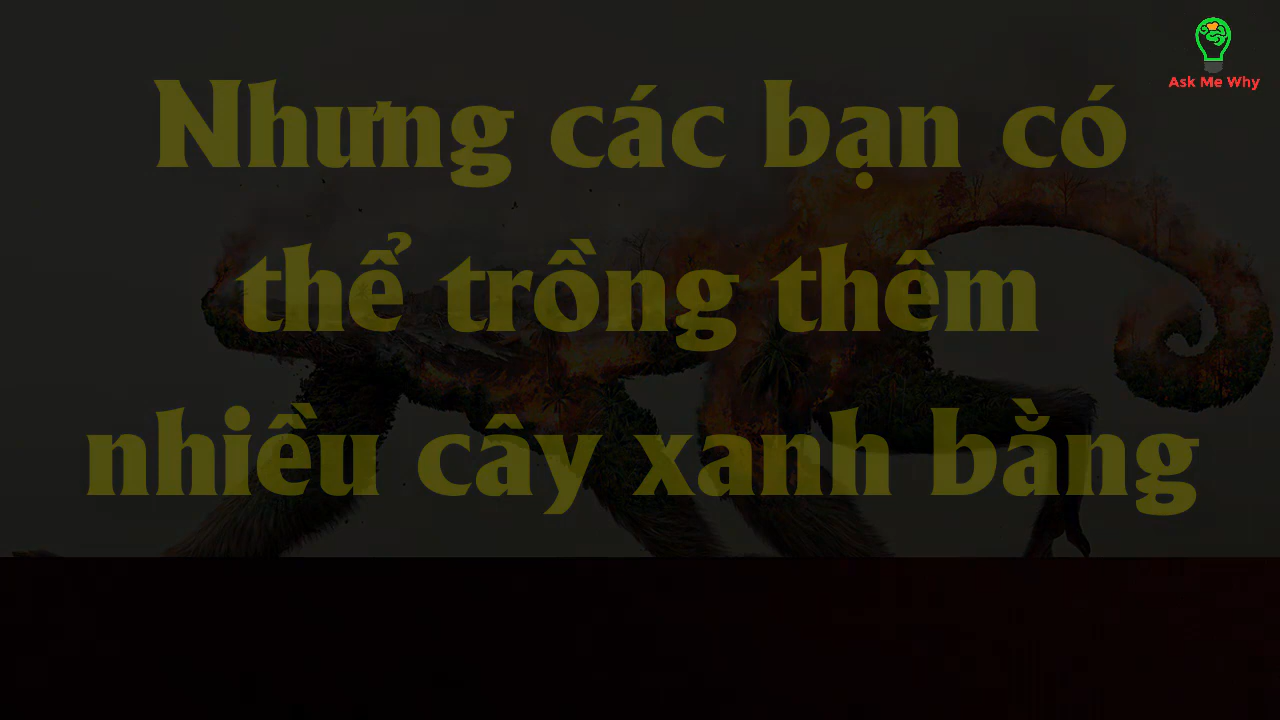 Ask Me Why
Nhưng các bạn có
thể trồng thêm
nhiều cây xanh bằng